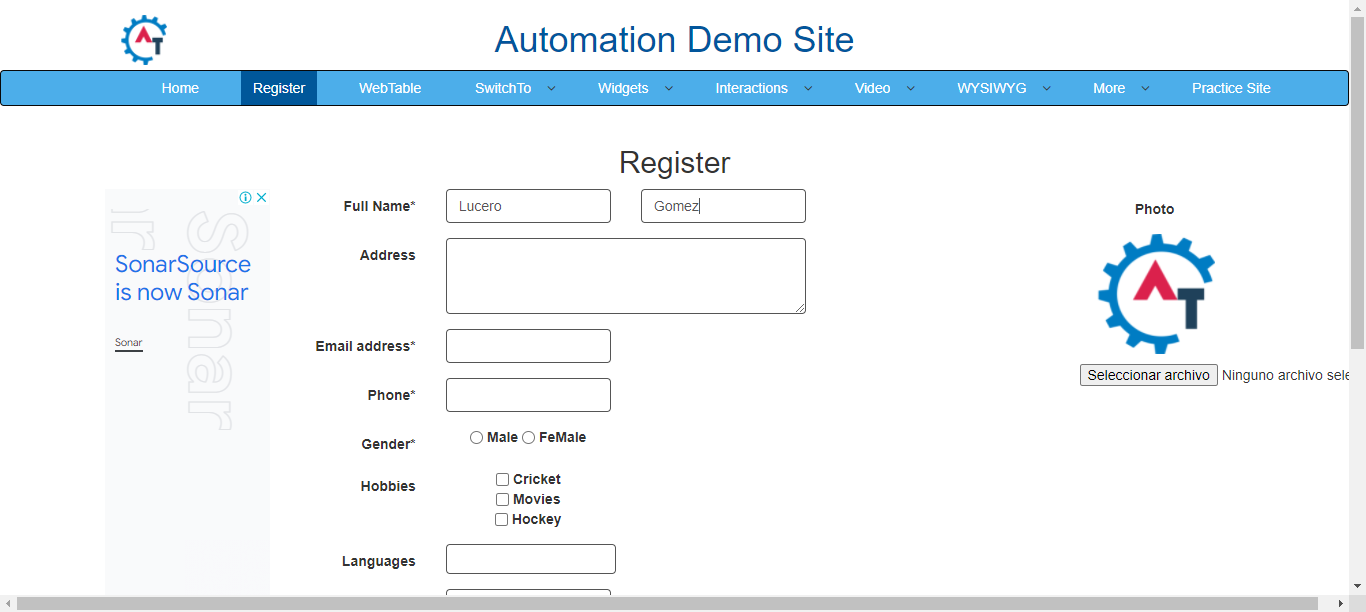 AT
Automation Demo Site
Home Register WebTable SwitchTo Widgets Interactions Video WYSIWYG More Practice Site
Register
Full Name* Lucero Gomez
Photo
Address
SonarSource
is now Sonar
Sonar
Sonar
AT
Email address*
Seleccionar archivo Ninguno archivo sele
Phone*
Gender* Male FeMale
Hobbies Cricket
Movies
Hockey
Languages